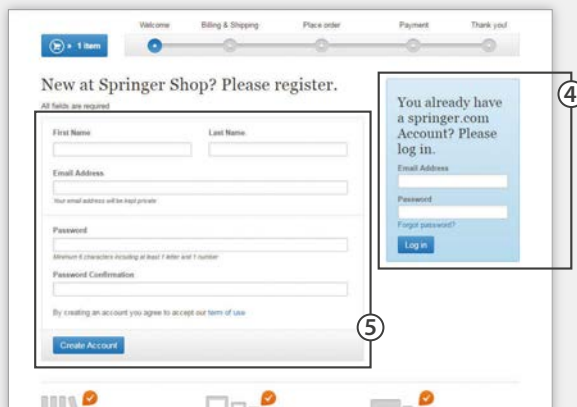 Welcome Billing & Shipping Place order Payment Thank you!
1 item
New at Springer Shop? Please register.
All fields are required
First Name Last Name
Email Address
Your email address will be kept private
Password
Minimum 6 characters including at least 1 letter and 1 number
Password Confirmation
By creating an account you agree to accept our term of use
Create Account
5
You already have
a springer.com
Account? Please
log in.
Email Address
Password
Forgot password?
Log in
4